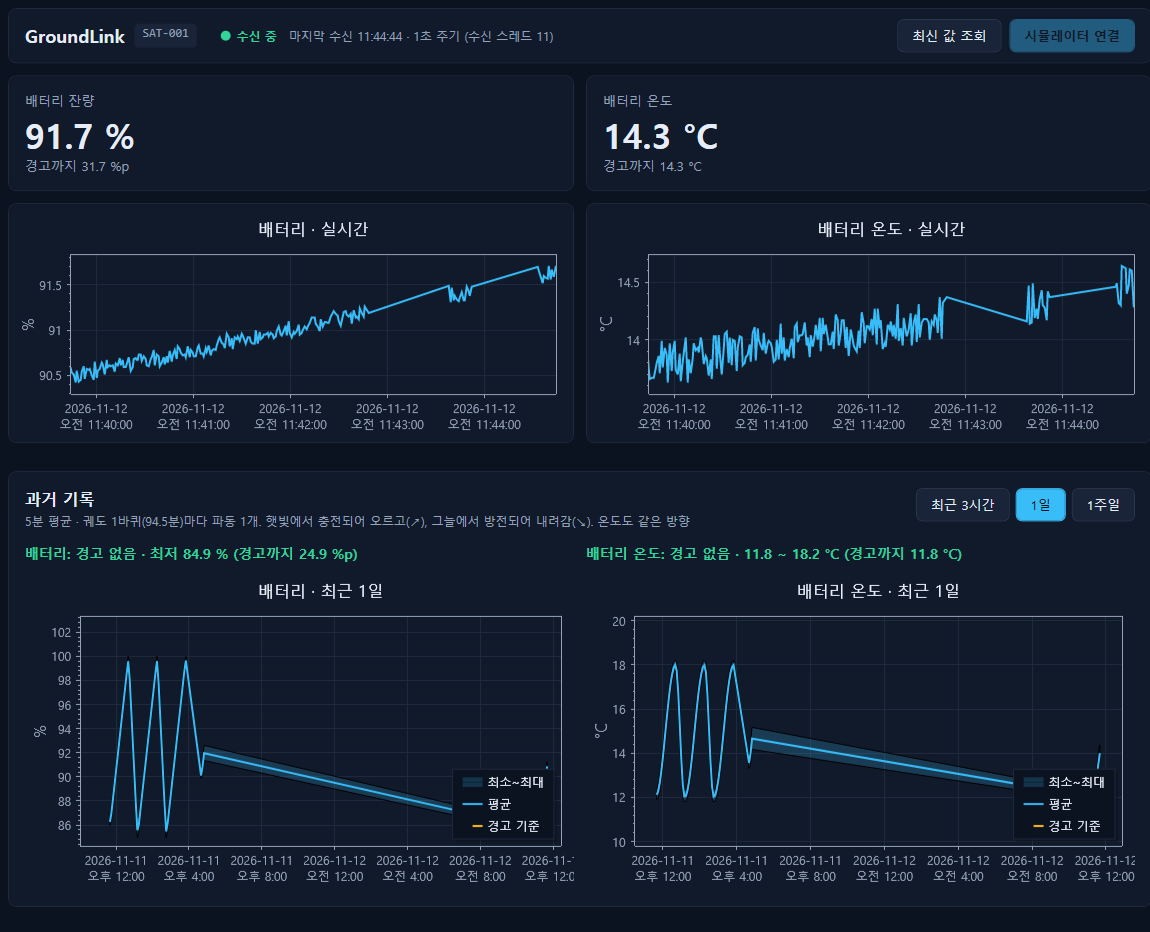 GroundLink SAT-001 수신 중 마지막 수신 11:44:44 · 1초 주기 (수신 스레드 11) 최신 값 조회 시뮬레이터 연결
배터리 잔량
91.7 %
경고까지 31.7 %p
배터리 온도
14.3 °C
경고까지 14.3 °C
배터리 · 실시간
%
91.5
91
90.5
2026-11-12 2026-11-12 2026-11-12 2026-11-12 2026-11-12
오전 11:40:00 오전 11:41:00 오전 11:42:00 오전 11:43:00 오전 11:44:00
배터리 온도 · 실시간
°C
14.5
14
2026-11-12 2026-11-12 2026-11-12 2026-11-12 2026-11-12
오전 11:40:00 오전 11:41:00 오전 11:42:00 오전 11:43:00 오전 11:44:00
과거 기록
5분 평균 · 궤도 1바퀴(94.5분)마다 파동 1개. 햇빛에서 충전되어 오르고(↗), 그늘에서 방전되어 내려감(↘). 온도도 같은 방향
최근 3시간 1일 1주일
배터리: 경고 없음 · 최저 84.9 % (경고까지 24.9 %p)
배터리 · 최근 1일
%
102
100
98
96
94
92
90
88
86
최소~최대
평균
경고 기준
2026-11-11 2026-11-11 2026-11-11 2026-11-12 2026-11-12 2026-11-12 2026-11-1
오후 12:00 오후 4:00 오후 8:00 오전 12:00 오전 4:00 오전 8:00 오후 12:0
배터리 온도: 경고 없음 · 11.8 ~ 18.2 °C (경고까지 11.8 °C)
배터리 온도 · 최근 1일
°C
20
18
16
14
12
10
최소~최대
평균
경고 기준
2026-11-11 2026-11-11 2026-11-11 2026-11-12 2026-11-12 2026-11-12 2026-11-12
오후 12:00 오후 4:00 오후 8:00 오전 12:00 오전 4:00 오전 8:00 오후 12:00